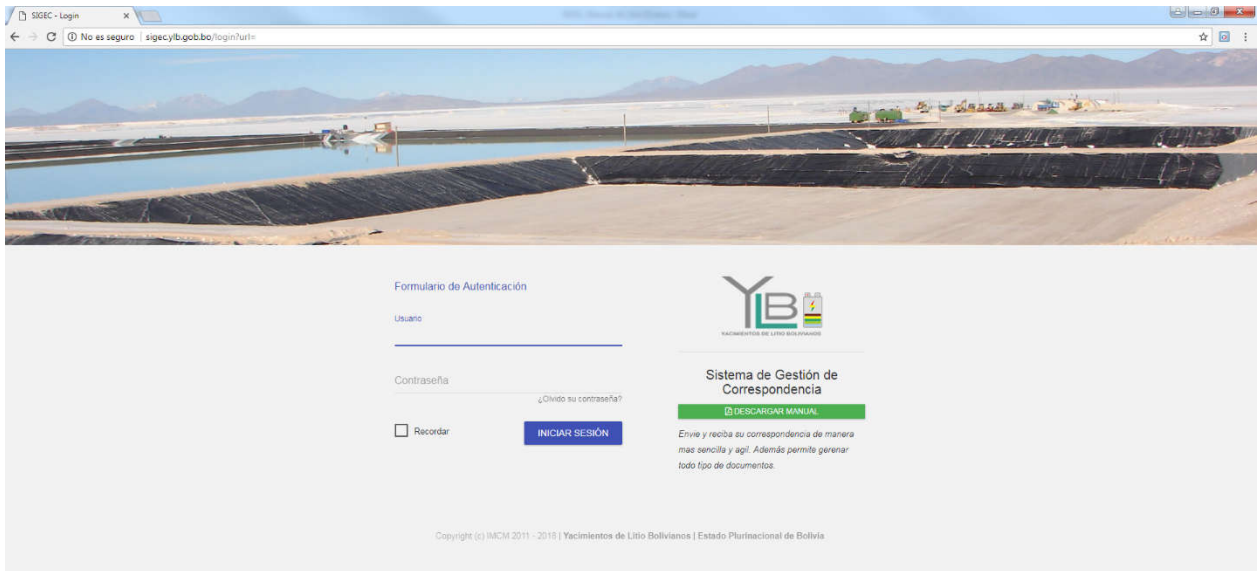 SIGEC - Login
No es seguro | sigec.ylb.gob.bo/login?url=
Formulario de Autenticación
Usuario
Contraseña
¿Olvido su contraseña?
Recordar
INICIAR SESIÓN
YLB
YACIMIENTOS DE LITIO BOLIVIANOS
Sistema de Gestión de
Correspondencia
DESCARGAR MANUAL
Envie y reciba su correspondencia de manera
mas sencilla y agil. Además permite gerenar
todo tipo de documentos.
Copyright (c) IMCM 2011 - 2018 | Yacimientos de Litio Bolivianos | Estado Plurinacional de Bolivia